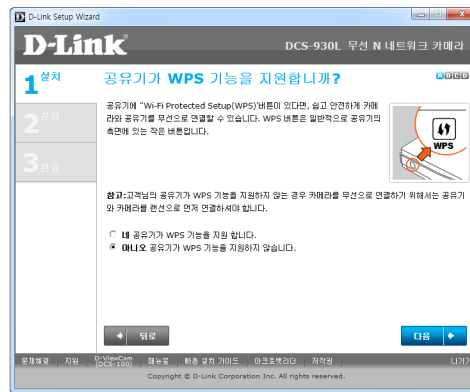 D-Link Setup Wizard
D-Link
DCS-930L 무선 N 네트워크 카메라
1 설치
2 설정
3 완료
공유기가 WPS 기능을 지원합니까?
A B C D
공유기에 "Wi-Fi Protected Setup(WPS)'버튼이 있다면, 쉽고 안전하게 카메
라와 공유기를 무선으로 연결할 수 있습니다. WPS 버튼은 일반적으로 공유기의
측면에 있는 작은 버튼입니다.
WPS
참고:고객님의 공유기가 WPS 기능을 지원하지 않는 경우 카메라를 무선으로 연결하기 위해서는 공유기
와 카메라를 랜선으로 먼저 연결하셔야 합니다.
네 공유기가 WPS 기능을 지원 합니다.
아니오 공유기가 WPS 기능을 지원하지 않습니다.
뒤로
다음
문제해결 지원 D-ViewCam (DCS-100) 매뉴얼 빠른 설치 가이드 아크로뱃리더 저작권 나가기
Copyright © D-Link Corporation Inc. All rights reserved.